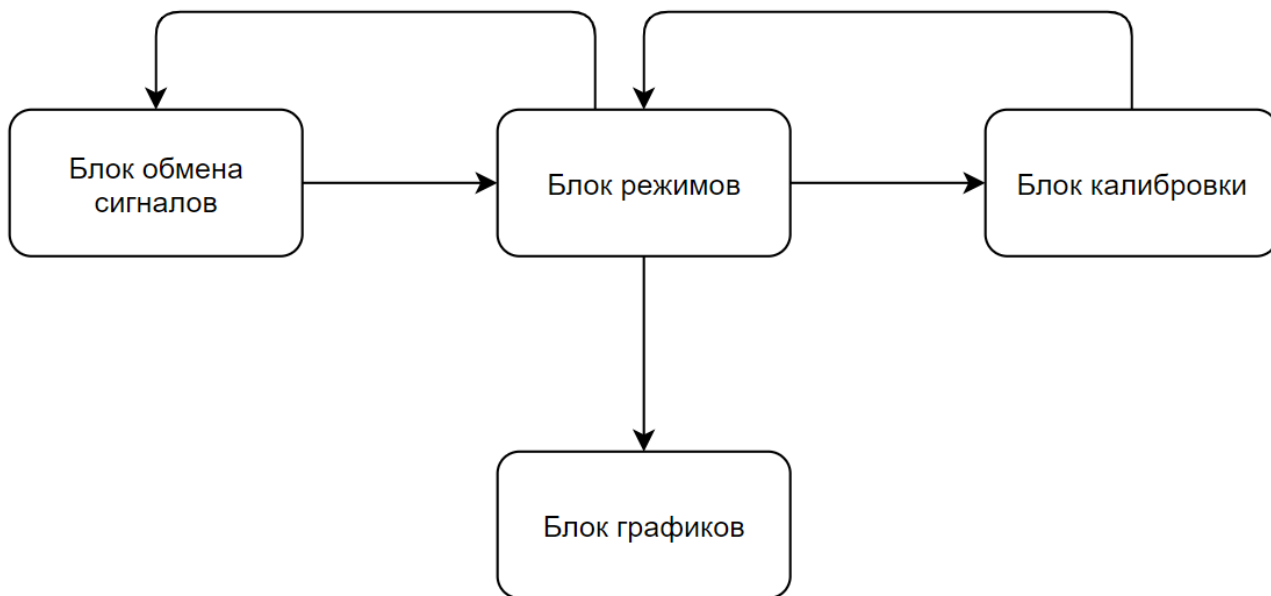 Блок обмена
сигналов
Блок режимов
Блок калибровки
Блок графиков